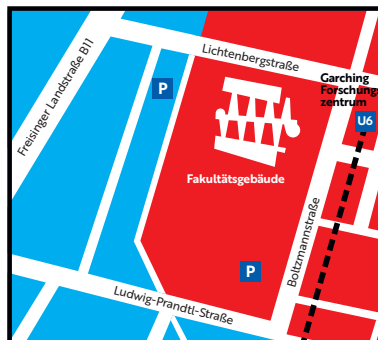 Lichtenbergstraße
Freisinger Landstraße B11
P
Garching
Forschungs
zentrum
U6
Fakultätsgebäude
Boltzmannstraße
P
Ludwig-Prandtl-Straße